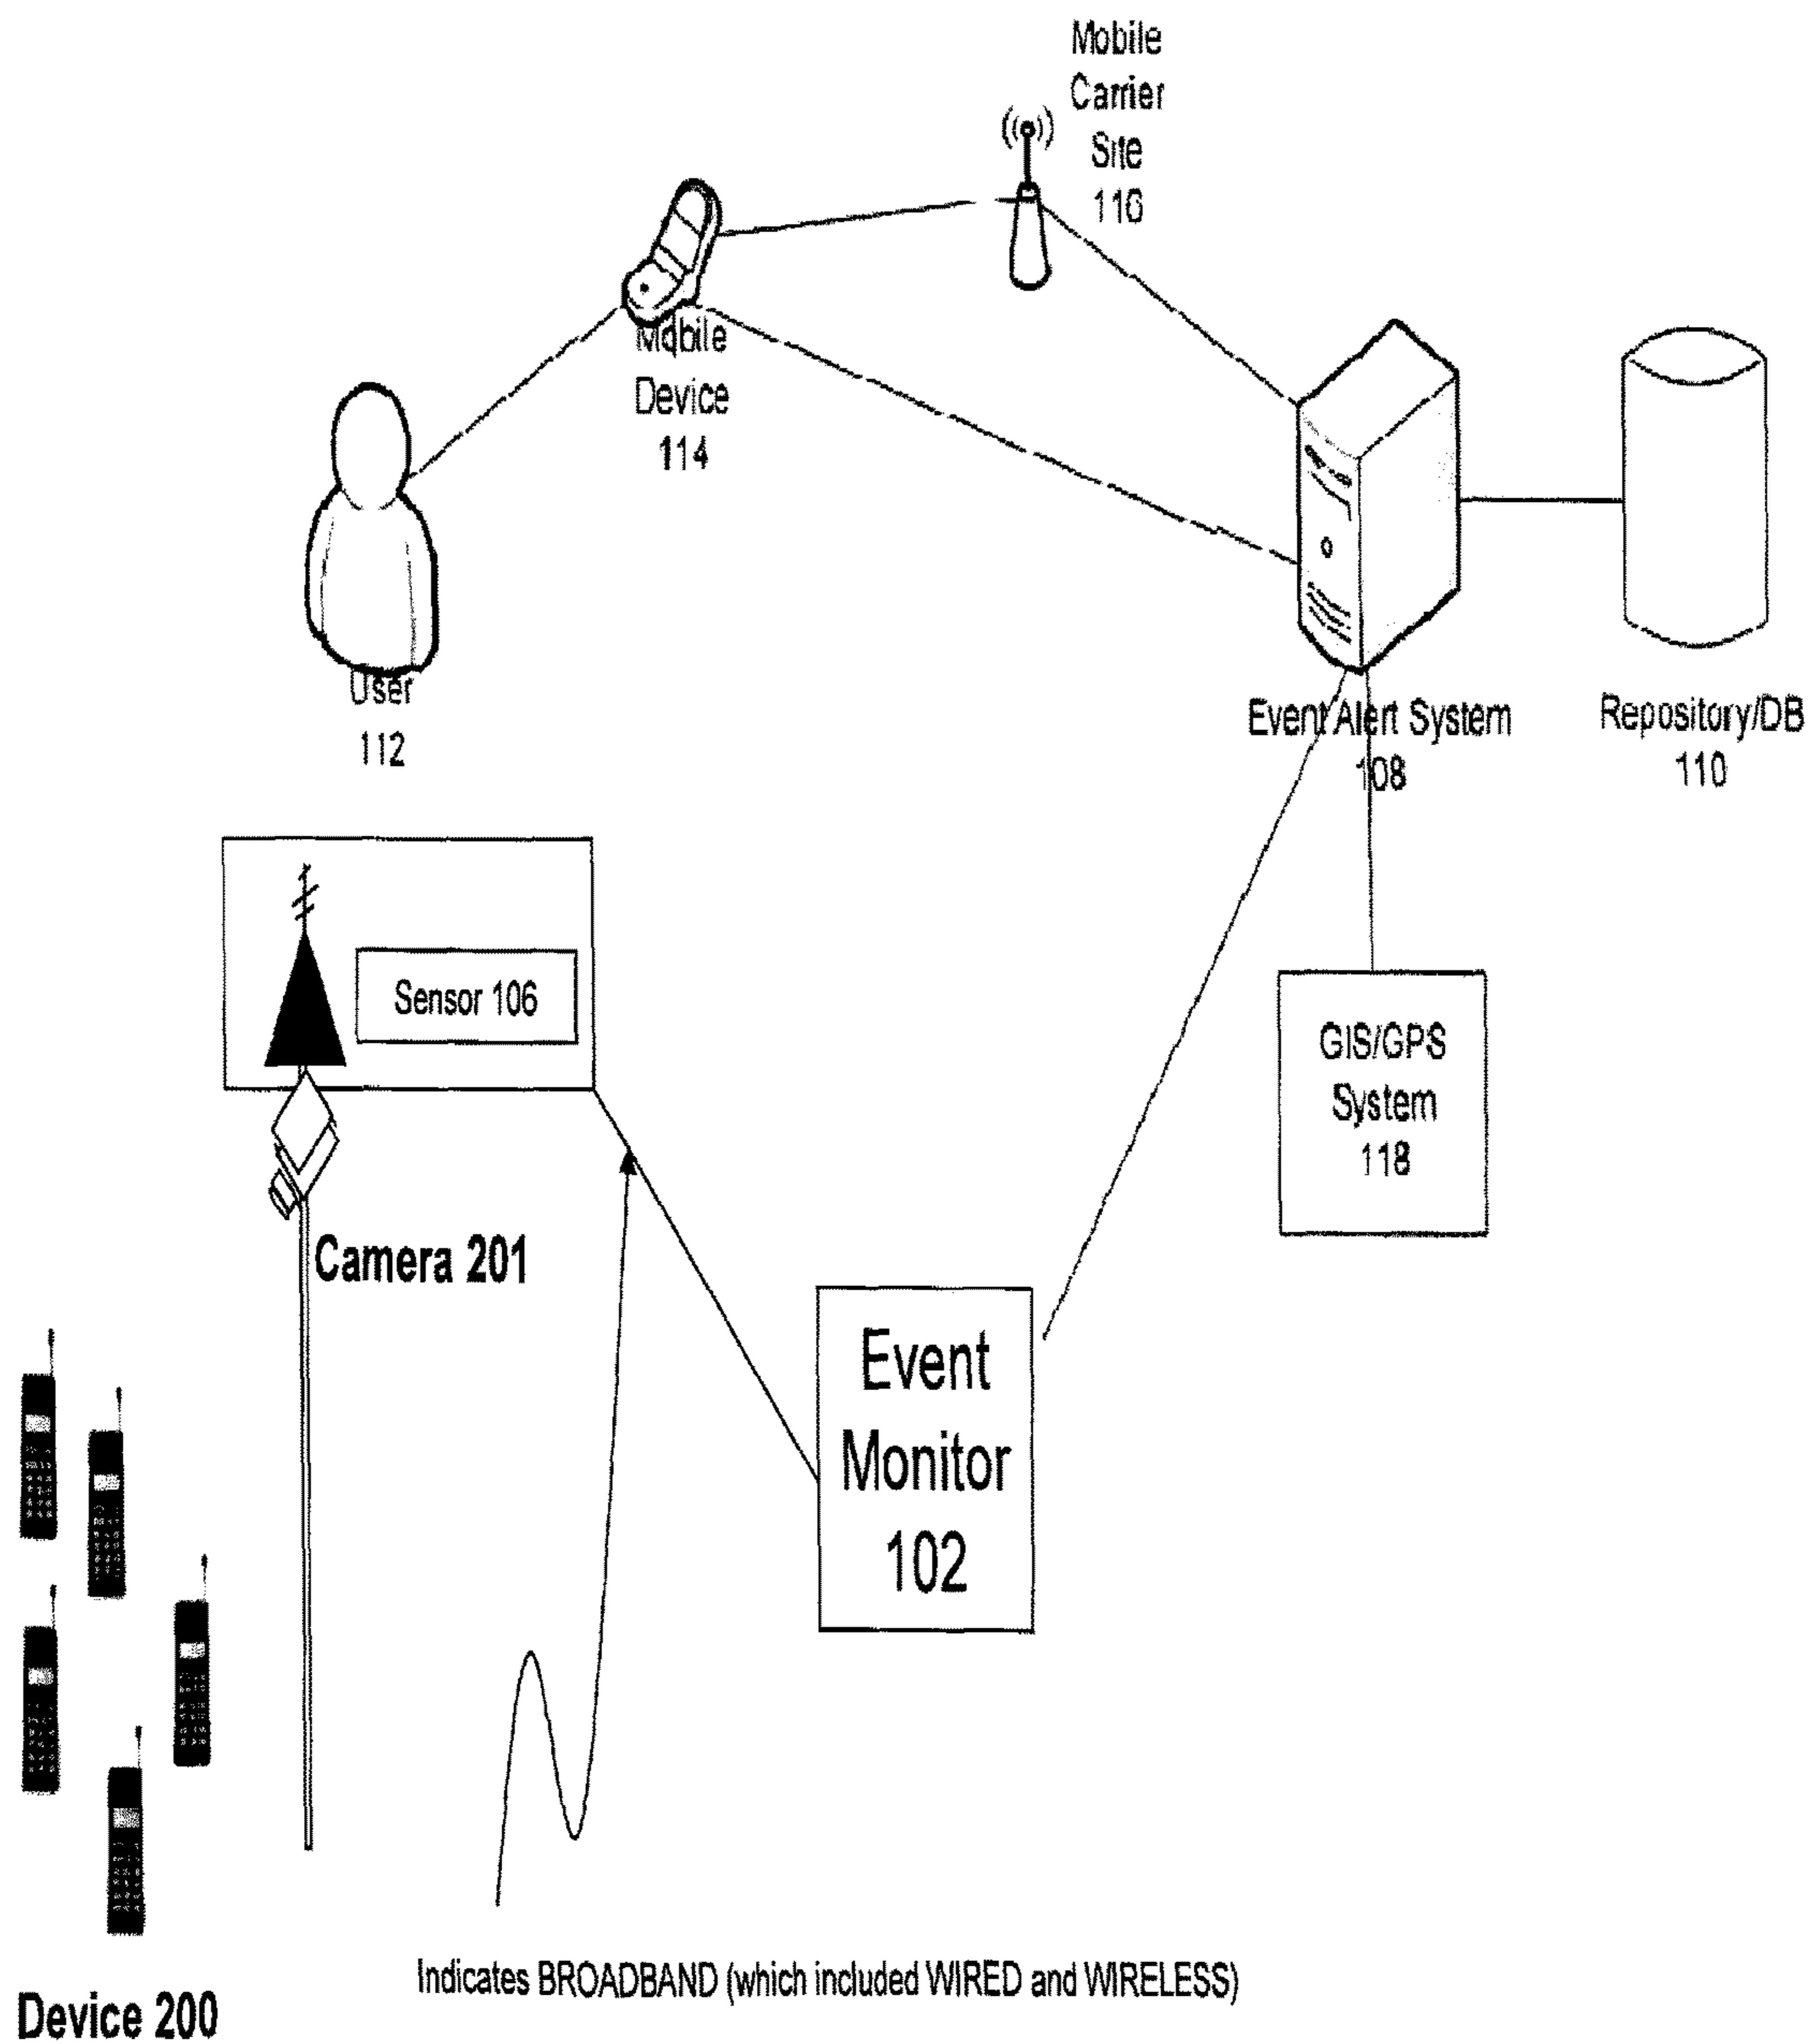 Mobile
Carrier
Site
116
Mobile
Device
114
User
112
Event Alert System
108
Repository/DB
110
Sensor 106
GIS/GPS
System
118
Camera 201
Event
Monitor
102
Indicates BROADBAND (which included WIRED and WIRELESS)
Device 200